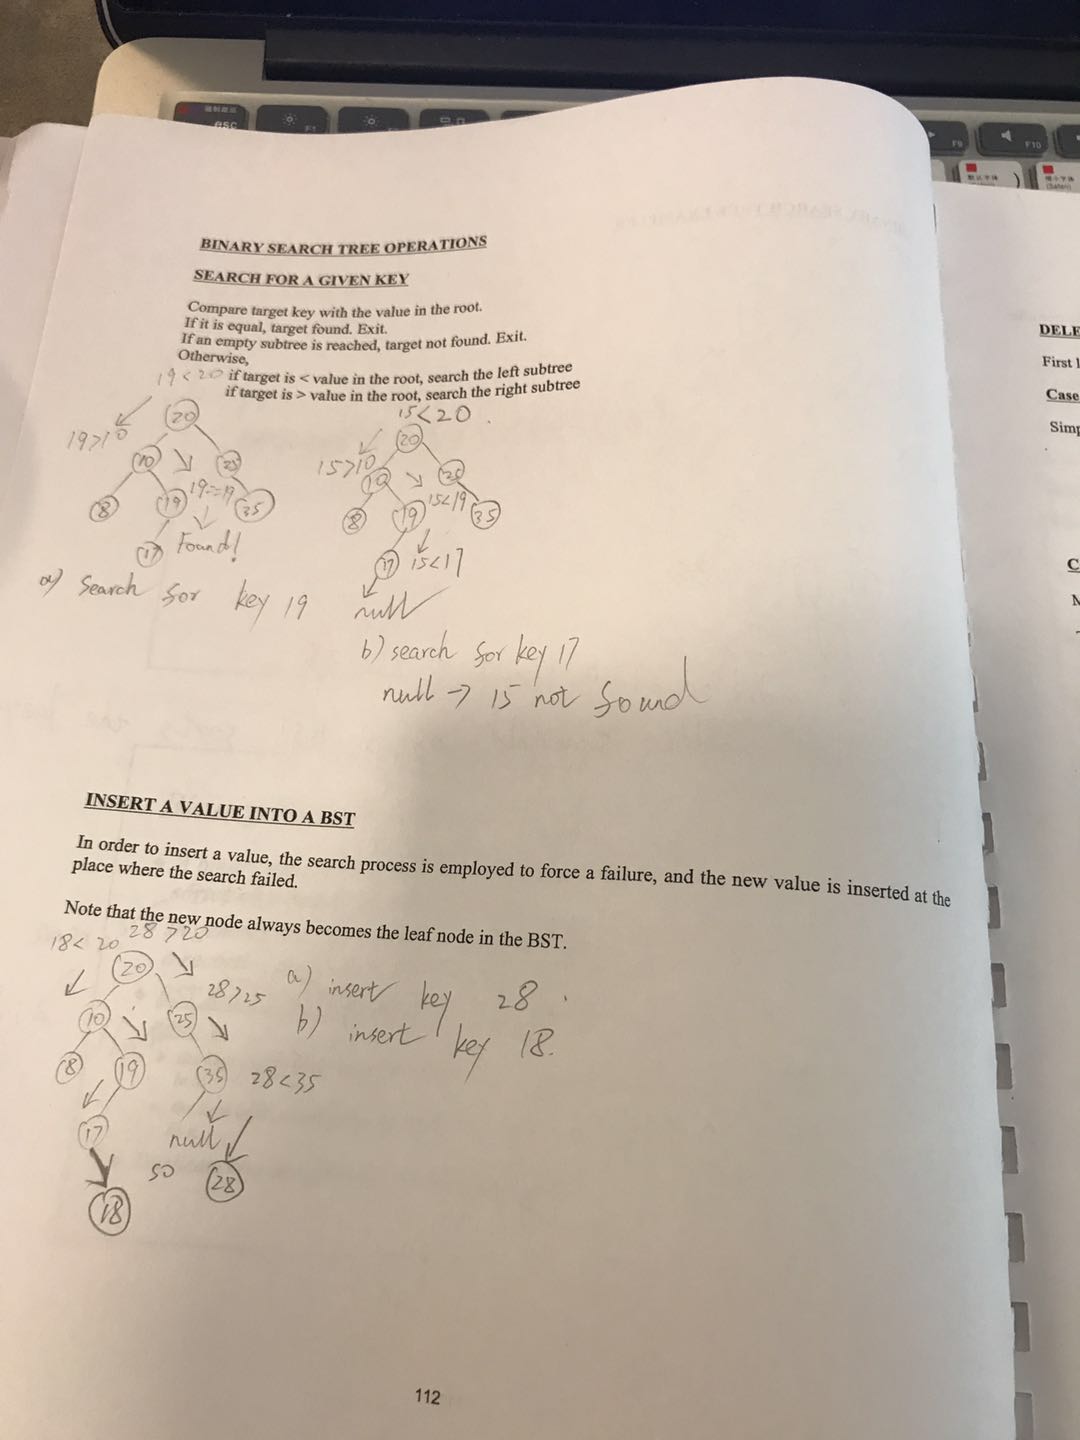 esc
F1
F9
F10
BINARY SEARCH TREE OPERATIONS
SEARCH FOR A GIVEN KEY
Compare target key with the value in the root.
If it is equal, target found. Exit.
If an empty subtree is reached, target not found. Exit.
Otherwise,
if target is < value in the root, search the left subtree
if target is > value in the root, search the right subtree
19<20
19>10
20
10
25
8
19
19==19
35
17
Found!
a) Search for key 19
15<20
15>10
20
10
8
19
15<19
35
17
15<17
null
b) search for key 17
null → 15 not found
INSERT A VALUE INTO A BST
In order to insert a value, the search process is employed to force a failure, and the new value is inserted at the
place where the search failed.
Note that the new node always becomes the leaf node in the BST.
18<20 28>20
20
28>25
10
25
8
19
35
28<35
17
null
so
28
18
a) insert key 28.
b) insert key 18.
112
DELE
First l
Case
Simp
C